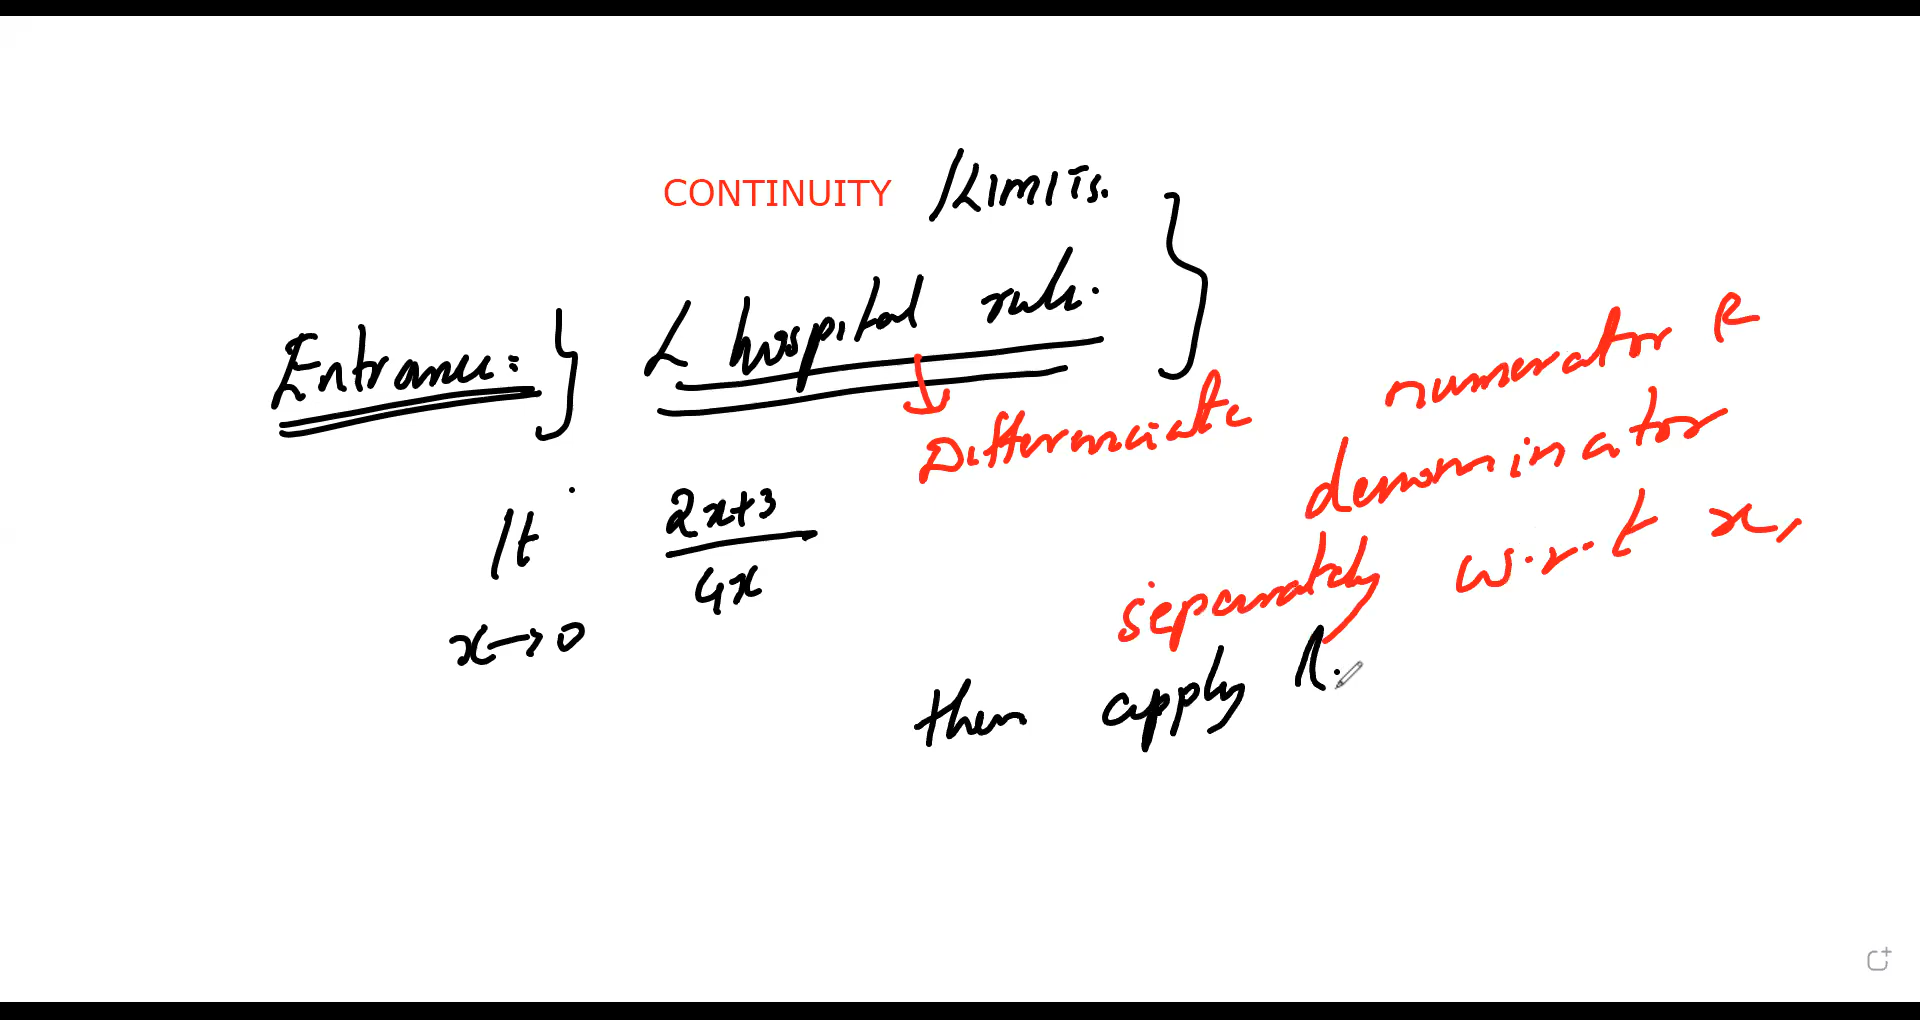 CONTINUITY /LIMITS.
Entrance: } L hospital rule. }
Differenciate numerator &
denominator
separately w.r.t x,
lt 2x+3
4x
x→0
then apply l.